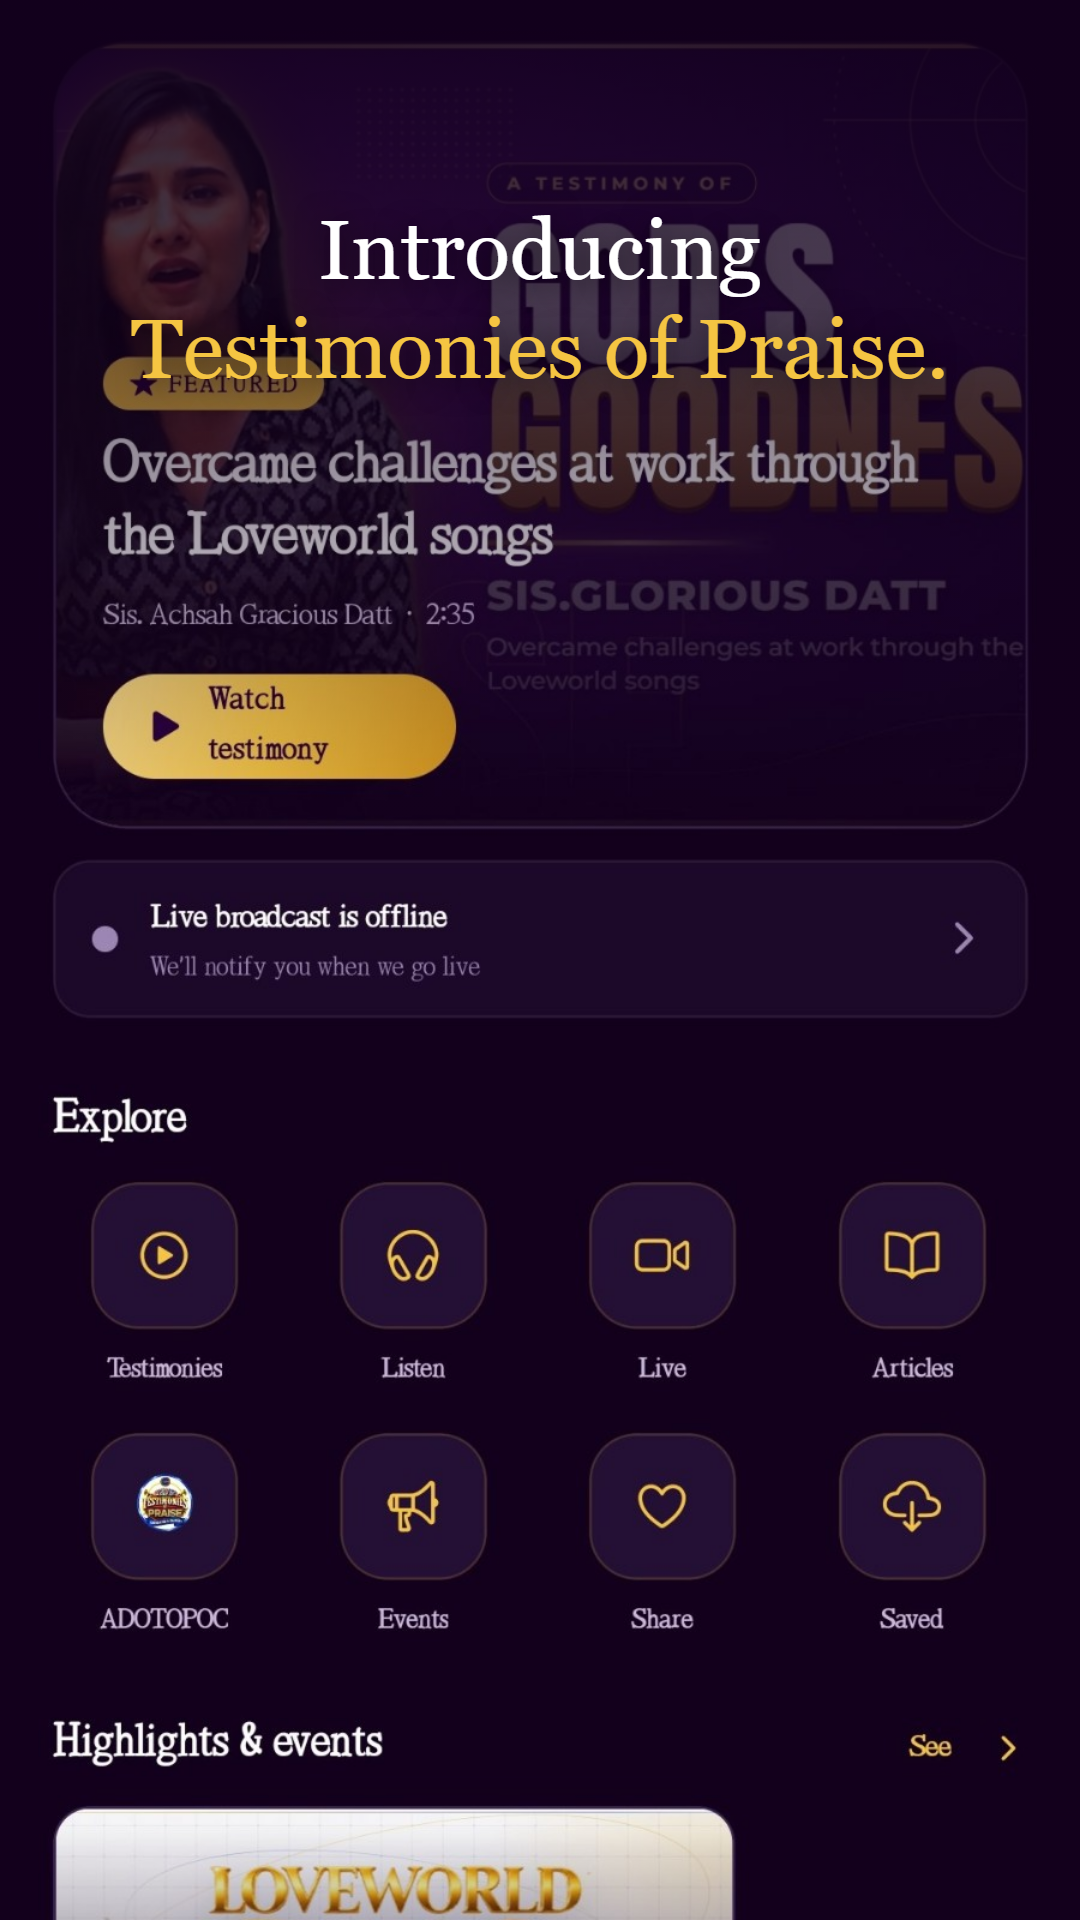 A TESTIMONY OF
GOD'S
Introducing
Testimonies of Praise.
FEATURED
GOODNES
Overcame challenges at work through
the Loveworld songs
SIS.GLORIOUS DATT
Sis. Achsah Gracious Datt · 2:35
Overcame challenges at work through the
Loveworld songs
Watch
testimony
Live broadcast is offline
We'll notify you when we go live
Explore
Testimonies
Listen
Live
Articles
TESTIMONIES
PRAISE
ADOTOPOC
Events
Share
Saved
Highlights & events
See
LOVEWORLD